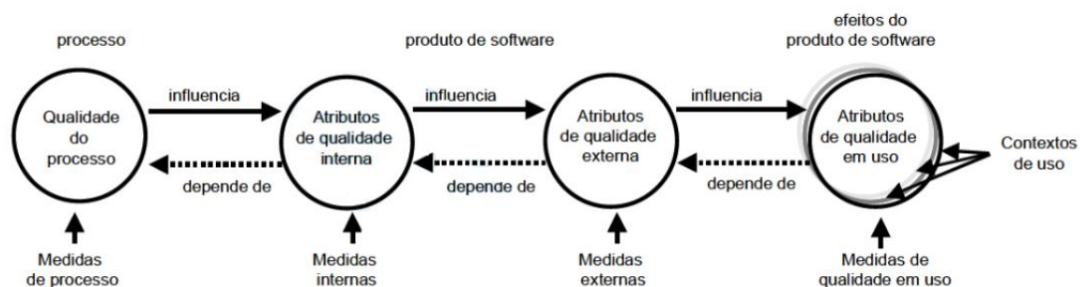 processo
produto de software
efeitos do
produto de software
Qualidade
do
processo
influencia
depende de
Atributos
de qualidade
interna
influencia
depende de
Atributos
de qualidade
externa
influencia
depende de
Atributos
de qualidade
em uso
Contextos
de uso
Medidas
de processo
Medidas
internas
Medidas
externas
Medidas de
qualidade em uso